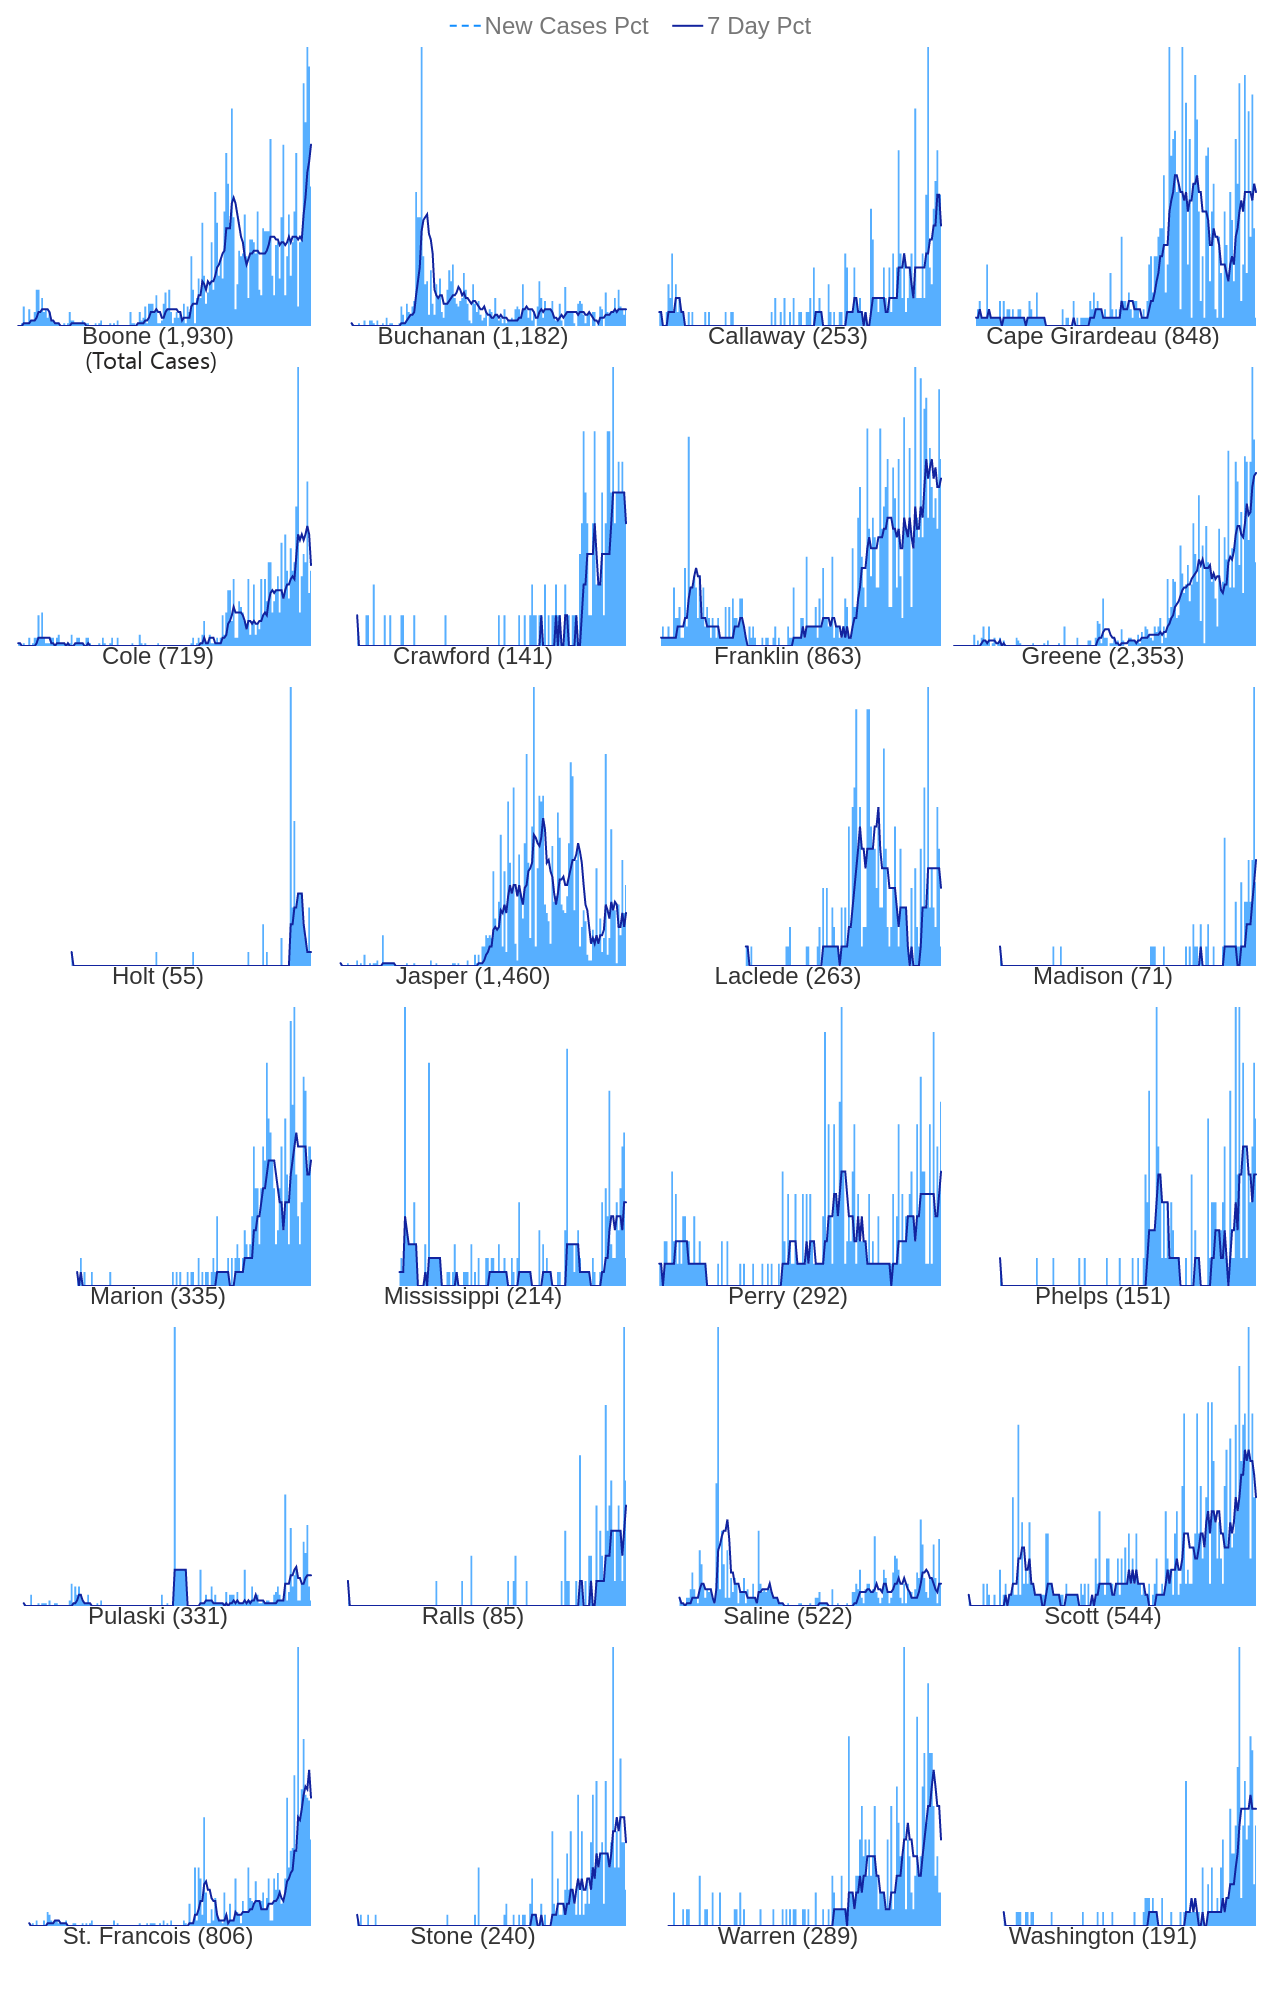 New Cases Pct 7 Day Pct
Boone (1,930) Buchanan (1,182) Callaway (253) Cape Girardeau (848)
(Total Cases)
Cole (719) Crawford (141) Franklin (863) Greene (2,353)
Holt (55) Jasper (1,460) Laclede (263) Madison (71)
Marion (335) Mississippi (214) Perry (292) Phelps (151)
Pulaski (331) Ralls (85) Saline (522) Scott (544)
St. Francois (806) Stone (240) Warren (289) Washington (191)